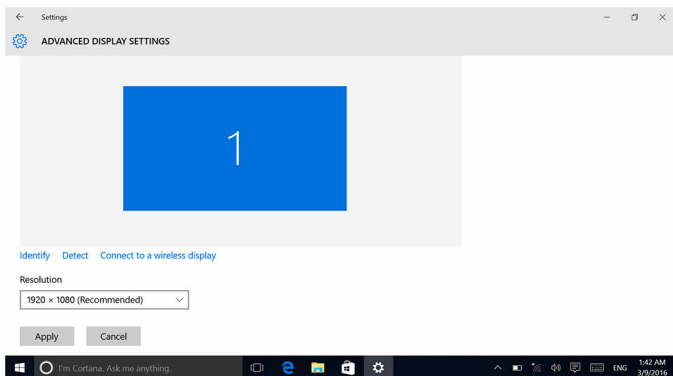 Settings
ADVANCED DISPLAY SETTINGS
1
Identify Detect Connect to a wireless display
Resolution
1920 × 1080 (Recommended)
Apply Cancel
I'm Cortana. Ask me anything.
ENG
1:42 AM
3/9/2016